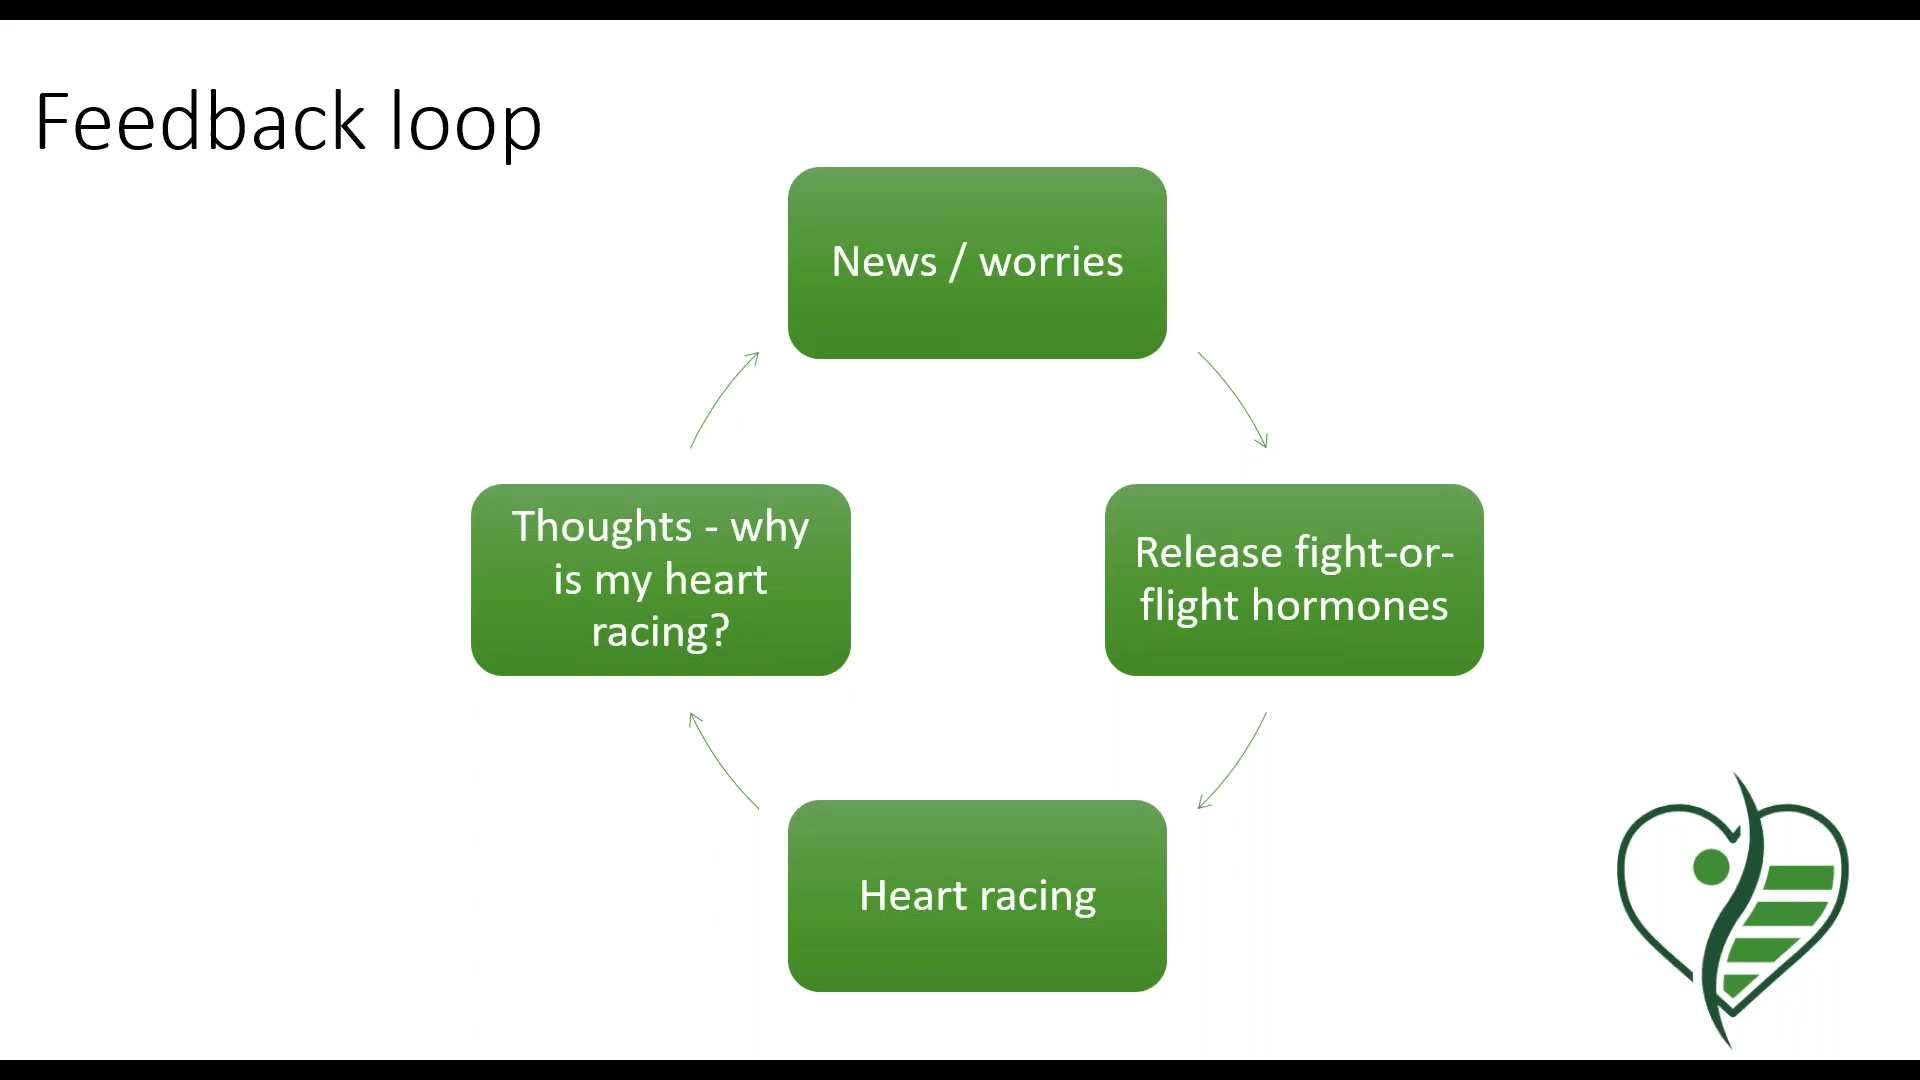 Feedback loop
News / worries
Release fight-or-
flight hormones
Heart racing
Thoughts - why
is my heart
racing?